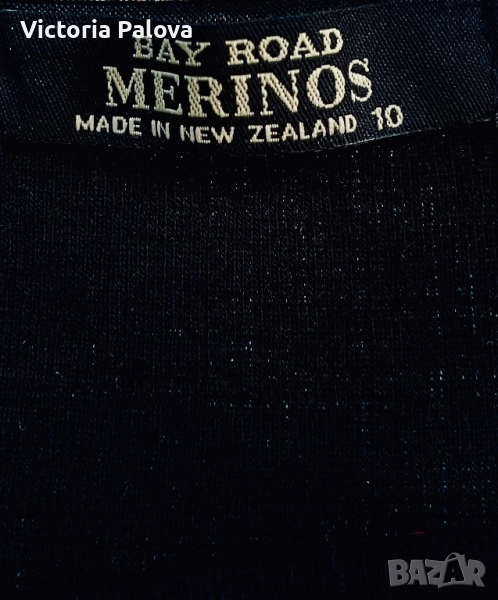 Victoria Palova
BAY ROAD
MERINOS
MADE IN NEW ZEALAND 10
BAZAR